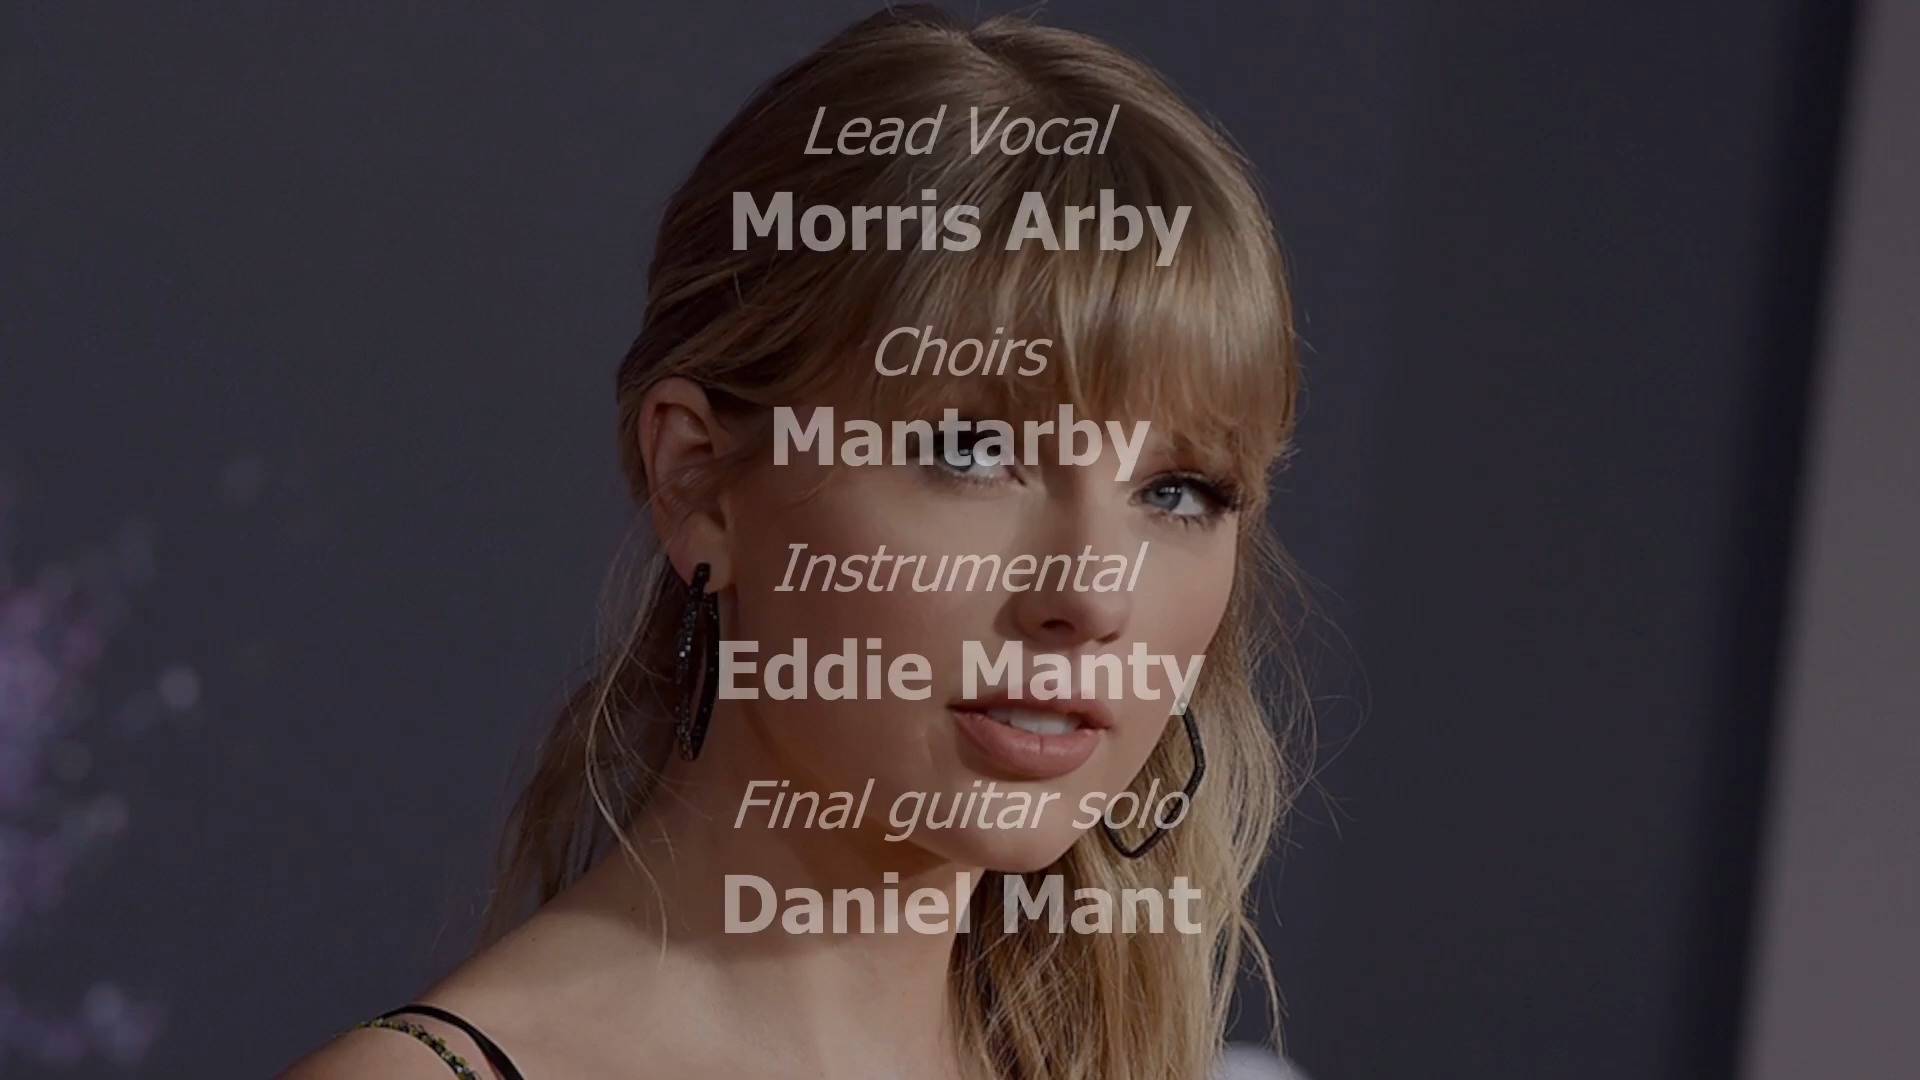 Lead Vocal
Morris Arby
Choirs
Mantarby
Instrumental
Eddie Manty
Final guitar solo
Daniel Mant